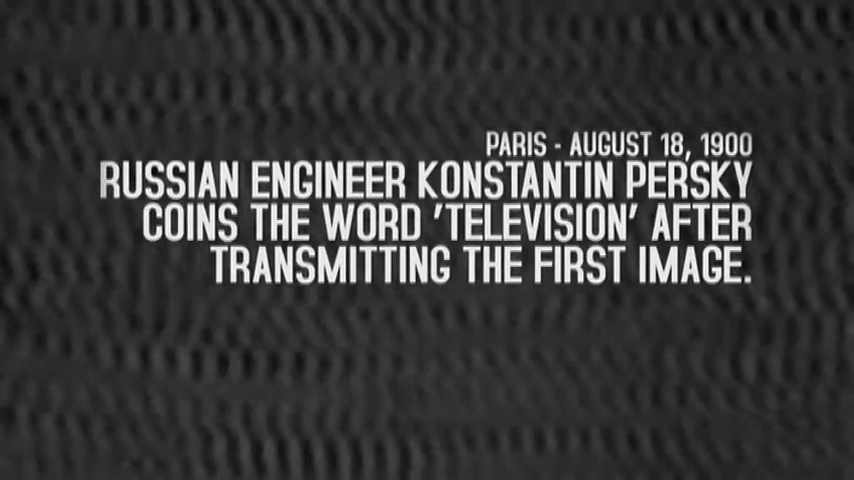 PARIS - AUGUST 18, 1900
RUSSIAN ENGINEER KONSTANTIN PERSKY
COINS THE WORD 'TELEVISION' AFTER
TRANSMITTING THE FIRST IMAGE.